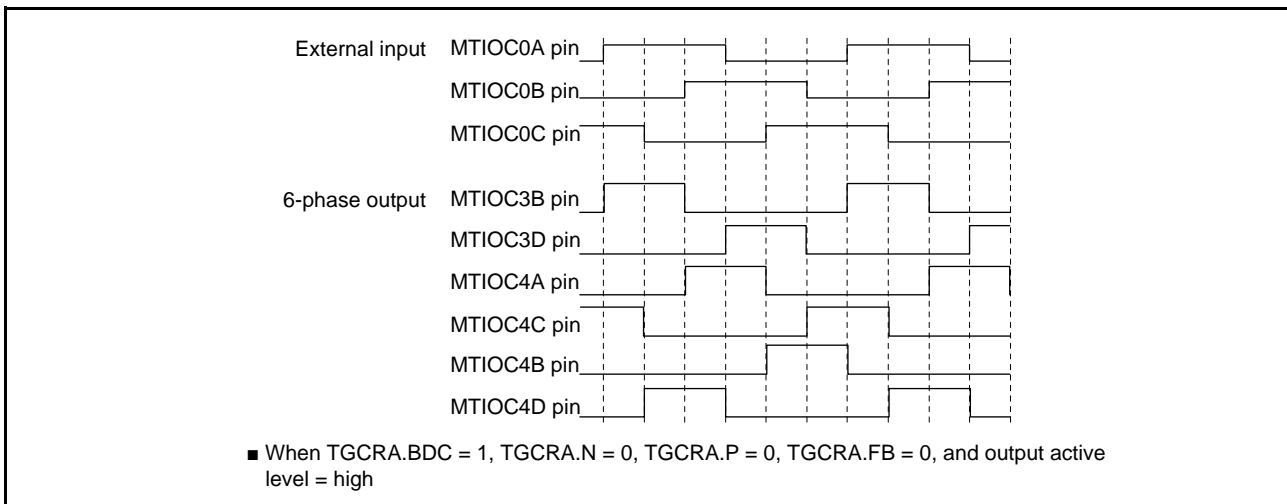 External input MTIOC0A pin
MTIOC0B pin
MTIOC0C pin
6-phase output MTIOC3B pin
MTIOC3D pin
MTIOC4A pin
MTIOC4C pin
MTIOC4B pin
MTIOC4D pin
■ When TGCRA.BDC = 1, TGCRA.N = 0, TGCRA.P = 0, TGCRA.FB = 0, and output active
level = high